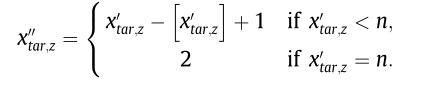 x''_{tar,z} = { x'_{tar,z} − [x'_{tar,z}] + 1 if x'_{tar,z} < n,
2 if x'_{tar,z} = n.